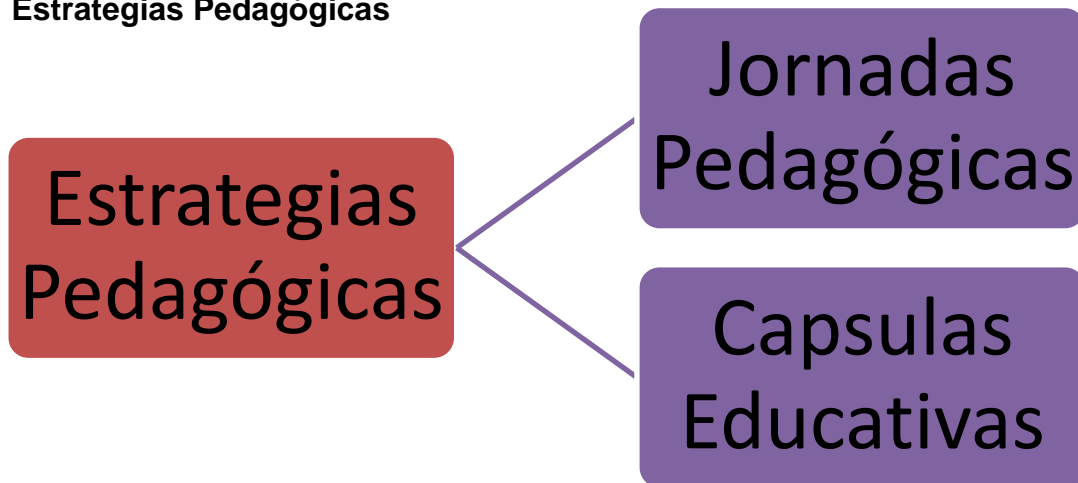 Estrategias Pedagógicas
Estrategias
Pedagógicas
Jornadas
Pedagógicas
Capsulas
Educativas